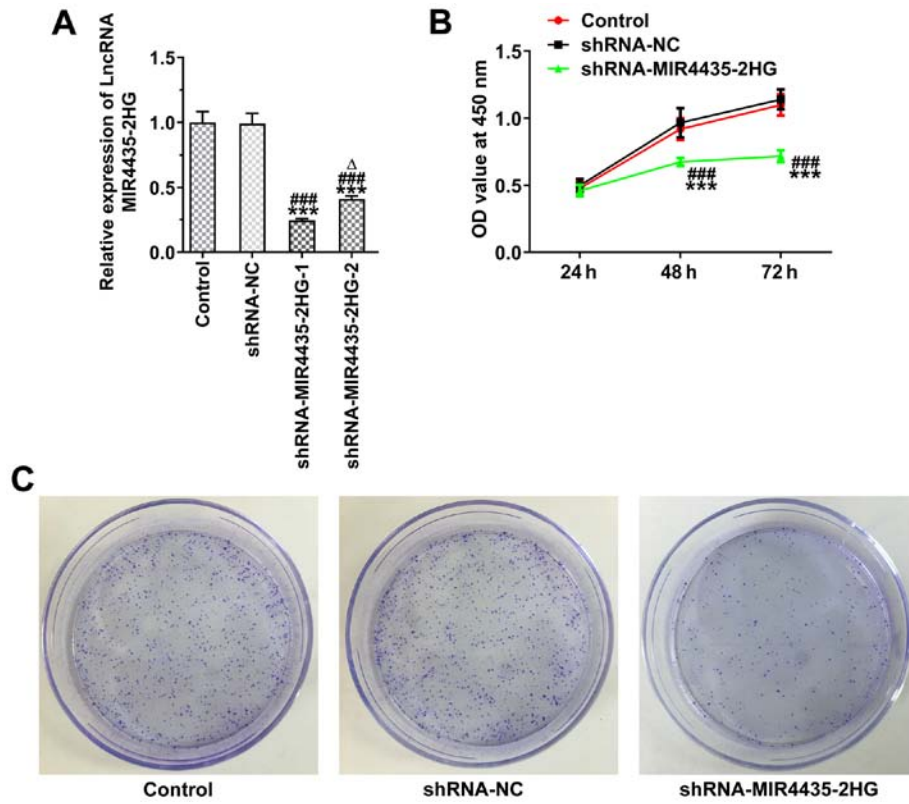 A
Relative expression of LncRNA
MIR4435-2HG
1.5
1.0
0.5
0.0
###
***
Δ
###
***
Control
shRNA-NC
shRNA-MIR4435-2HG-1
shRNA-MIR4435-2HG-2
B
Control
shRNA-NC
shRNA-MIR4435-2HG
OD value at 450 nm
1.5
1.0
0.5
0.0
###
***
###
***
24 h
48 h
72 h
C
Control
shRNA-NC
shRNA-MIR4435-2HG